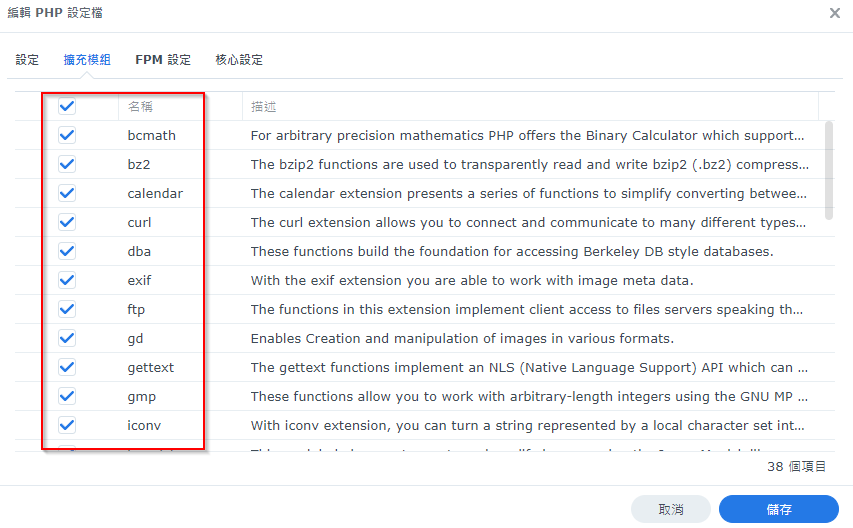 編輯 PHP 設定檔
設定 擴充模組 FPM 設定 核心設定
名稱 描述
bcmath For arbitrary precision mathematics PHP offers the Binary Calculator which support...
bz2 The bzip2 functions are used to transparently read and write bzip2 (.bz2) compress...
calendar The calendar extension presents a series of functions to simplify converting betwee...
curl The curl extension allows you to connect and communicate to many different types...
dba These functions build the foundation for accessing Berkeley DB style databases.
exif With the exif extension you are able to work with image meta data.
ftp The functions in this extension implement client access to files servers speaking th...
gd Enables Creation and manipulation of images in various formats.
gettext The gettext functions implement an NLS (Native Language Support) API which can ...
gmp These functions allow you to work with arbitrary-length integers using the GNU MP ...
iconv With iconv extension, you can turn a string represented by a local character set int...
38 個項目
取消 儲存